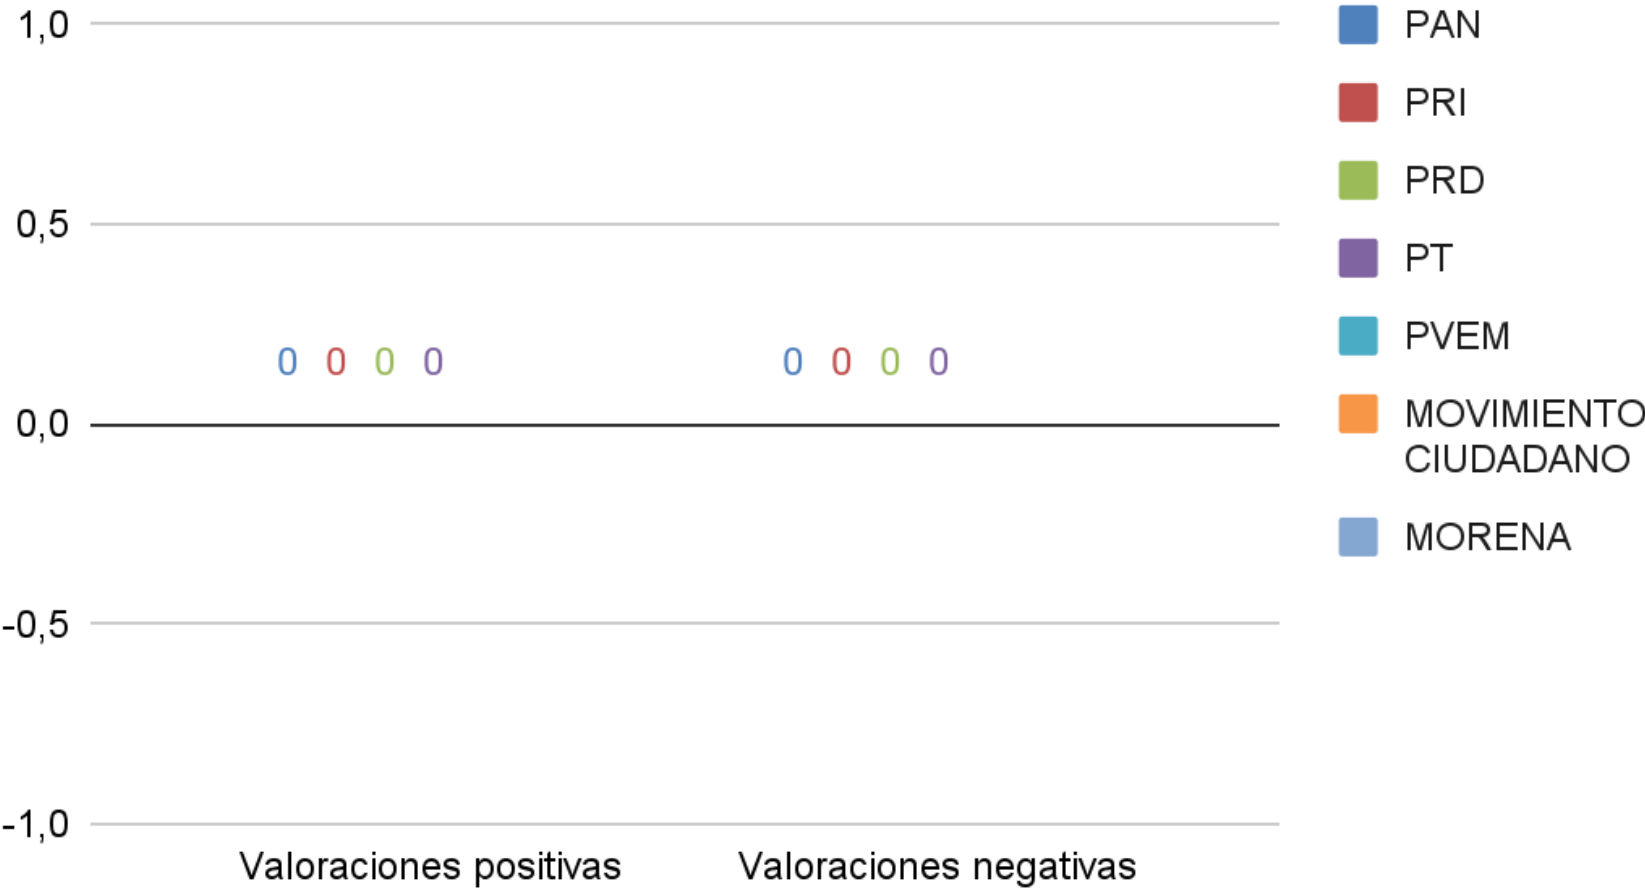 1,0
0,5
0,0
-0,5
-1,0
0 0 0 0
0 0 0 0
Valoraciones positivas
Valoraciones negativas
PAN
PRI
PRD
PT
PVEM
MOVIMIENTO
CIUDADANO
MORENA